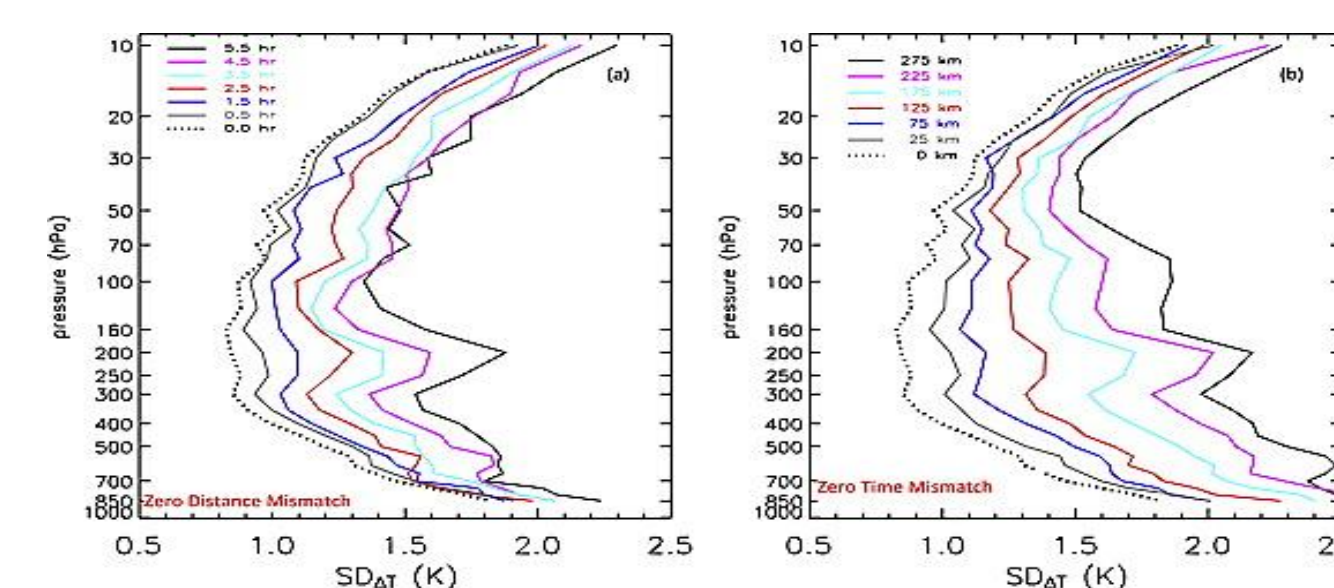 10
20
30
50
70
100
160
200
250
300
400
500
700
850
1000
pressure (hPa)
5.5 hr
4.5 hr
3.5 hr
2.5 hr
1.5 hr
0.5 hr
0.0 hr
(a)
Zero Distance Mismatch
0.5 1.0 1.5 2.0 2.5
SDΔT (K)
10
20
30
50
70
100
160
200
250
300
400
500
700
850
1000
pressure (hPa)
275 km
225 km
175 km
125 km
75 km
25 km
0 km
(b)
Zero Time Mismatch
0.5 1.0 1.5 2.0
SDΔT (K)